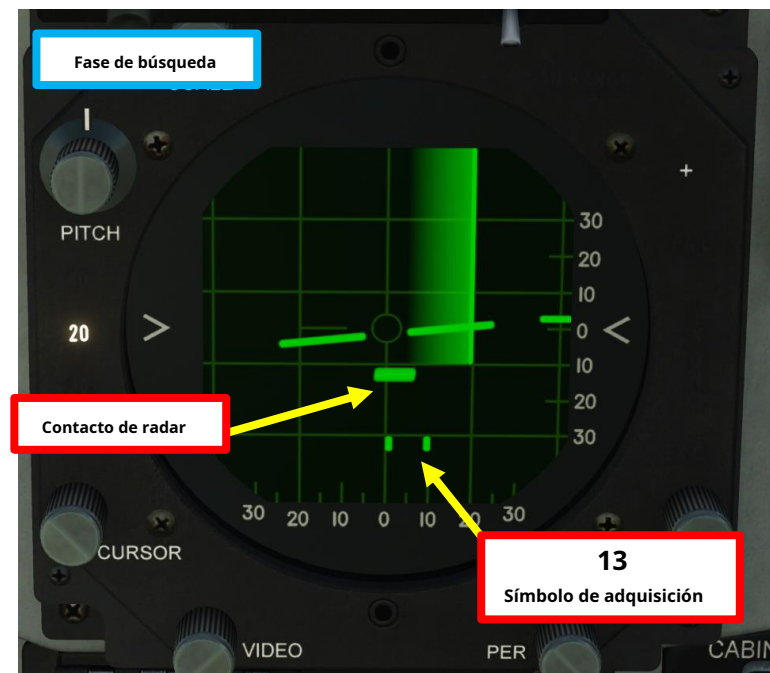 Fase de búsqueda
PITCH
30
20
10
0
10
20
30
20
> <
Contacto de radar
30 20 10 0 10 20 30
CURSOR
13
Símbolo de adquisición
VIDEO
PER
CABIN